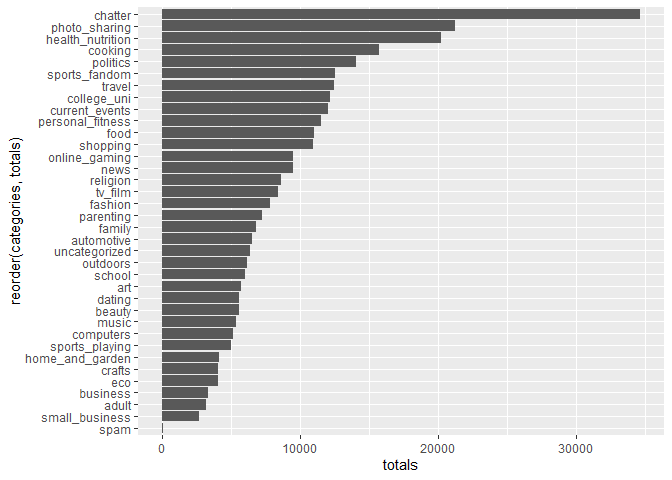 chatter
photo_sharing
health_nutrition
cooking
politics
sports_fandom
travel
college_uni
current_events
personal_fitness
food
shopping
online_gaming
news
religion
tv_film
fashion
parenting
family
automotive
uncategorized
outdoors
school
art
dating
beauty
music
computers
sports_playing
home_and_garden
crafts
eco
business
adult
small_business
spam
reorder(categories, totals)
0 10000 20000 30000
totals